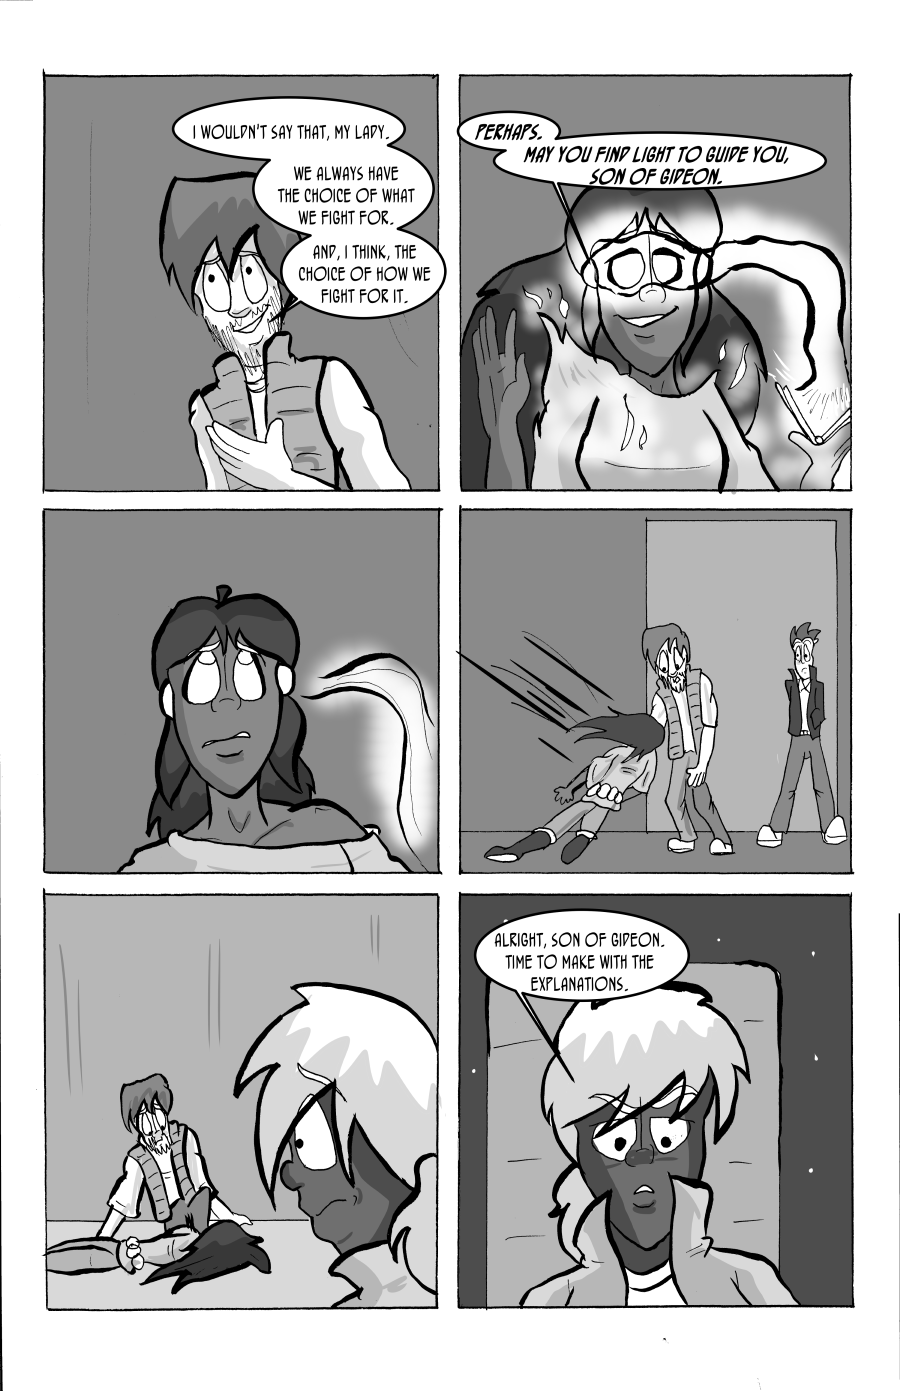 I WOULDN'T SAY THAT, MY LADY.
WE ALWAYS HAVE
THE CHOICE OF WHAT
WE FIGHT FOR.
AND, I THINK, THE
CHOICE OF HOW WE
FIGHT FOR IT.
PERHAPS.
MAY YOU FIND LIGHT TO GUIDE YOU,
SON OF GIDEON.
ALRIGHT, SON OF GIDEON.
TIME TO MAKE WITH THE
EXPLANATIONS.